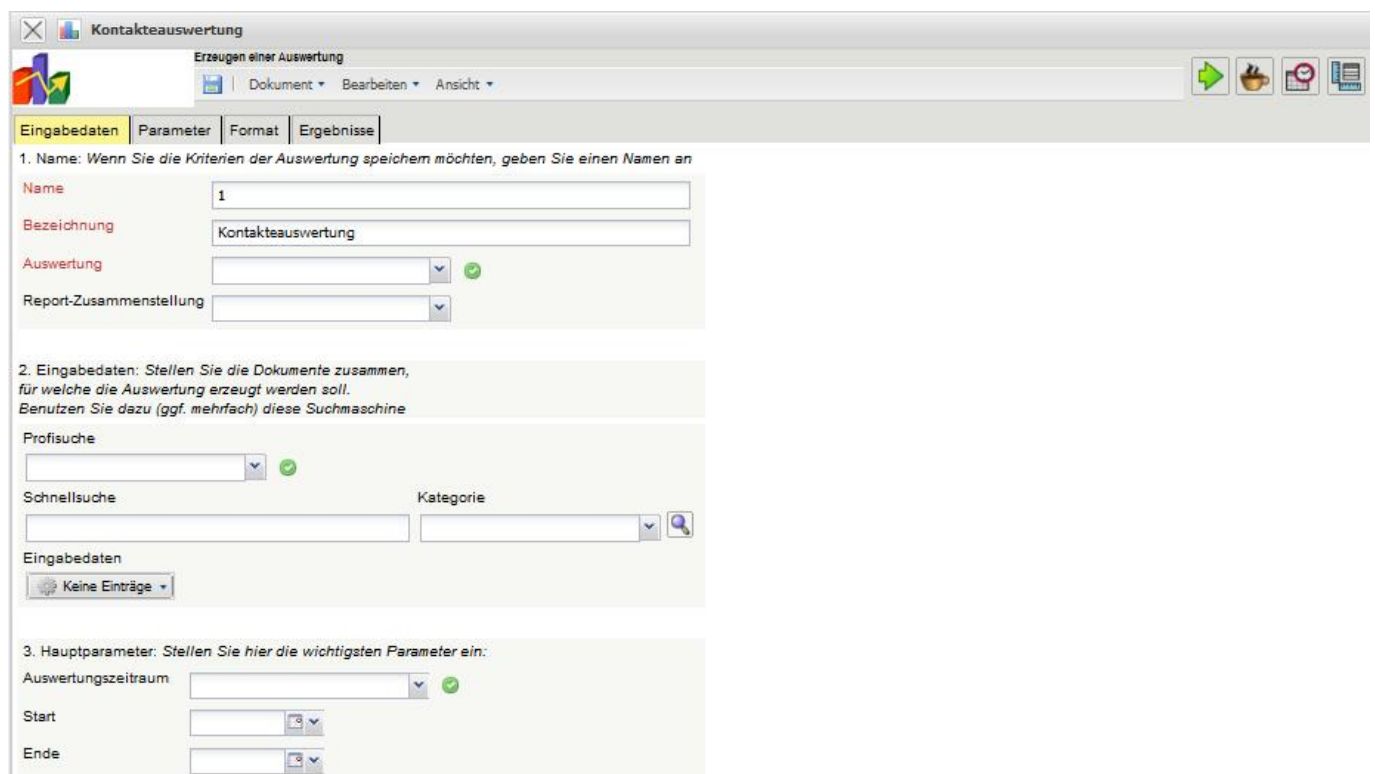 Kontakteauswertung
Erzeugen einer Auswertung
Dokument Bearbeiten Ansicht
Eingabedaten Parameter Format Ergebnisse
1. Name: Wenn Sie die Kriterien der Auswertung speichern möchten, geben Sie einen Namen an
Name 1
Bezeichnung Kontakteauswertung
Auswertung
Report-Zusammenstellung
2. Eingabedaten: Stellen Sie die Dokumente zusammen,
für welche die Auswertung erzeugt werden soll.
Benutzen Sie dazu (ggf. mehrfach) diese Suchmaschine
Profisuche
Schnellsuche Kategorie
Eingabedaten
Keine Einträge
3. Hauptparameter: Stellen Sie hier die wichtigsten Parameter ein:
Auswertungszeitraum
Start
Ende